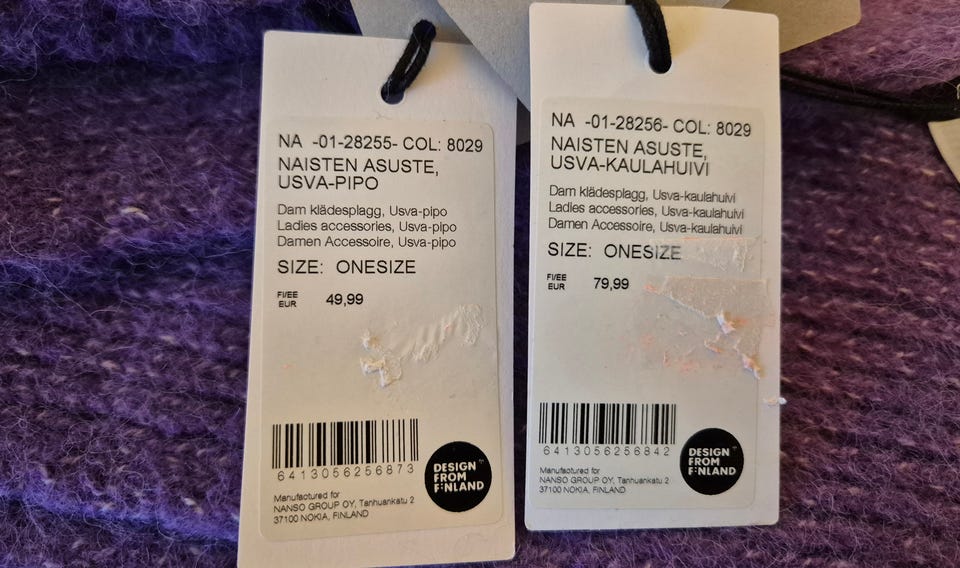 NA -01-28255- COL: 8029
NAISTEN ASUSTE,
USVA-PIPO
Dam klädesplagg, Usva-pipo
Ladies accessories, Usva-pipo
Damen Accessoire, Usva-pipo
SIZE: ONESIZE
FI/EE
EUR 49,99
6413056256873
Manufactured for
NANSO GROUP OY, Tanhuankatu 2
37100 NOKIA, FINLAND
DESIGN
FROM
FINLAND
NA -01-28256- COL: 8029
NAISTEN ASUSTE,
USVA-KAULAHUIVI
Dam klädesplagg, Usva-kaulahuivi
Ladies accessories, Usva-kaulahuivi
Damen Accessoire, Usva-kaulahuivi
SIZE: ONESIZE
FI/EE
EUR 79,99
6413056256842
Manufactured for
NANSO GROUP OY, Tanhuankatu 2
37100 NOKIA, FINLAND
DESIGN
FROM
FINLAND